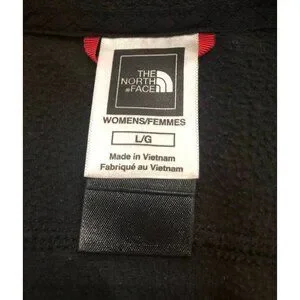 THE
NORTH
FACE
WOMENS/FEMMES
L/G
Made in Vietnam
Fabriqué au Vietnam